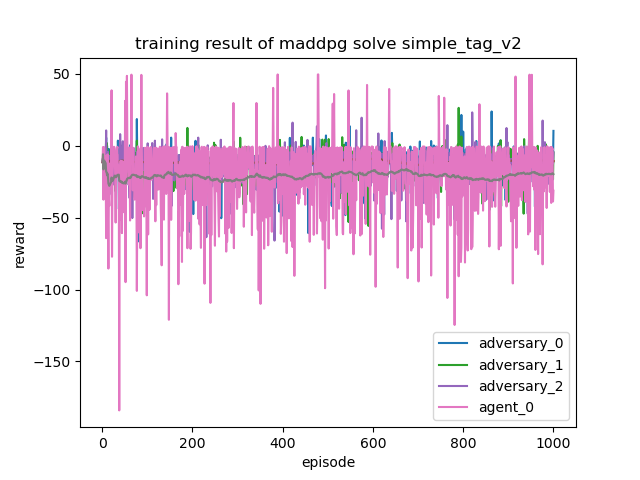 training result of maddpg solve simple_tag_v2
50
0
−50
−100
−150
reward
0
200
400
600
800
1000
episode
adversary_0
adversary_1
adversary_2
agent_0